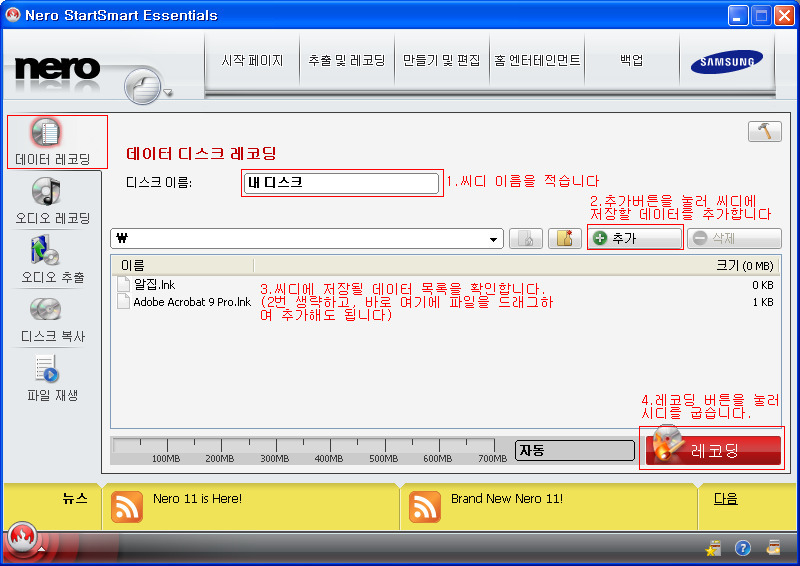 Nero StartSmart Essentials
nero
시작 페이지
추출 및 레코딩
만들기 및 편집
홈 엔터테인먼트
백업
SAMSUNG
데이터 레코딩
오디오 레코딩
오디오 추출
디스크 복사
파일 재생
데이터 디스크 레코딩
디스크 이름:
내 디스크
1.씨디 이름을 적습니다
2.추가버튼을 눌러 씨디에
저장할 데이터를 추가합니다
₩
추가
삭제
이름
크기 (0 MB)
알집.lnk
0 KB
Adobe Acrobat 9 Pro.lnk
1 KB
3.씨디에 저장될 데이터 목록을 확인합니다.
(2번 생략하고, 바로 여기에 파일을 드래그하
여 추가해도 됩니다)
4.레코딩 버튼을 눌러
시디를 굽습니다.
100MB
200MB
300MB
400MB
500MB
600MB
700MB
자동
레코딩
뉴스
Nero 11 is Here!
Brand New Nero 11!
다음